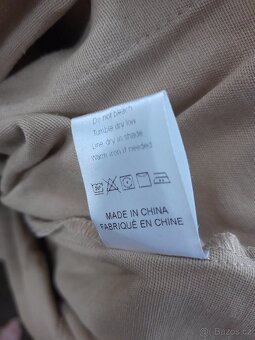 Do not bleach
Tumble dry low
Line dry in shade
Warm iron if needed
MADE IN CHINA
FABRIQUÉ EN CHINE
Bazos.cz